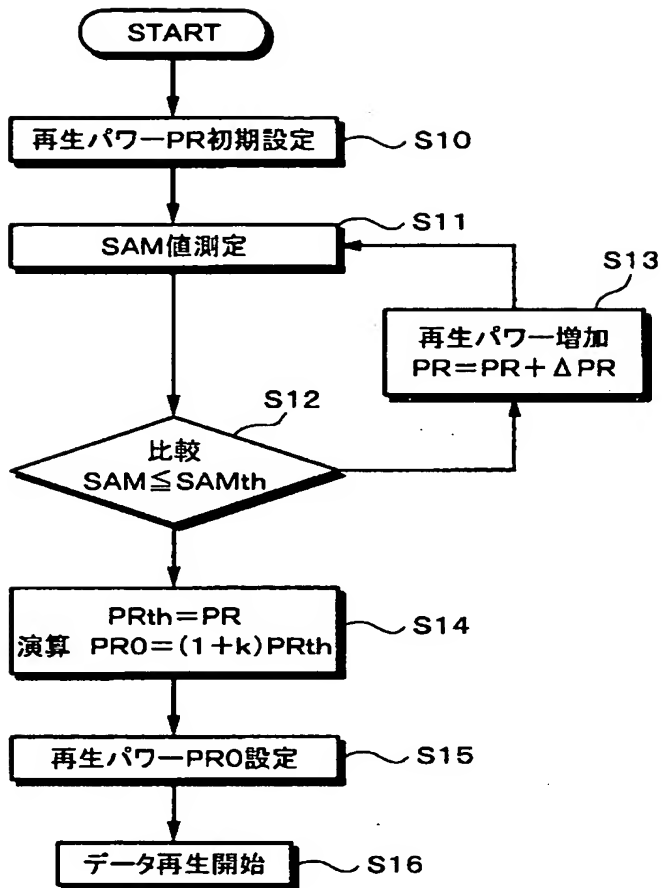 START
再生パワーPR初期設定
S10
SAM値測定
S11
再生パワー増加
PR=PR+ΔPR
S13
比較
SAM≦SAMth
S12
PRth=PR
演算 PR0=(1+k)PRth
S14
再生パワーPR0設定
S15
データ再生開始
S16